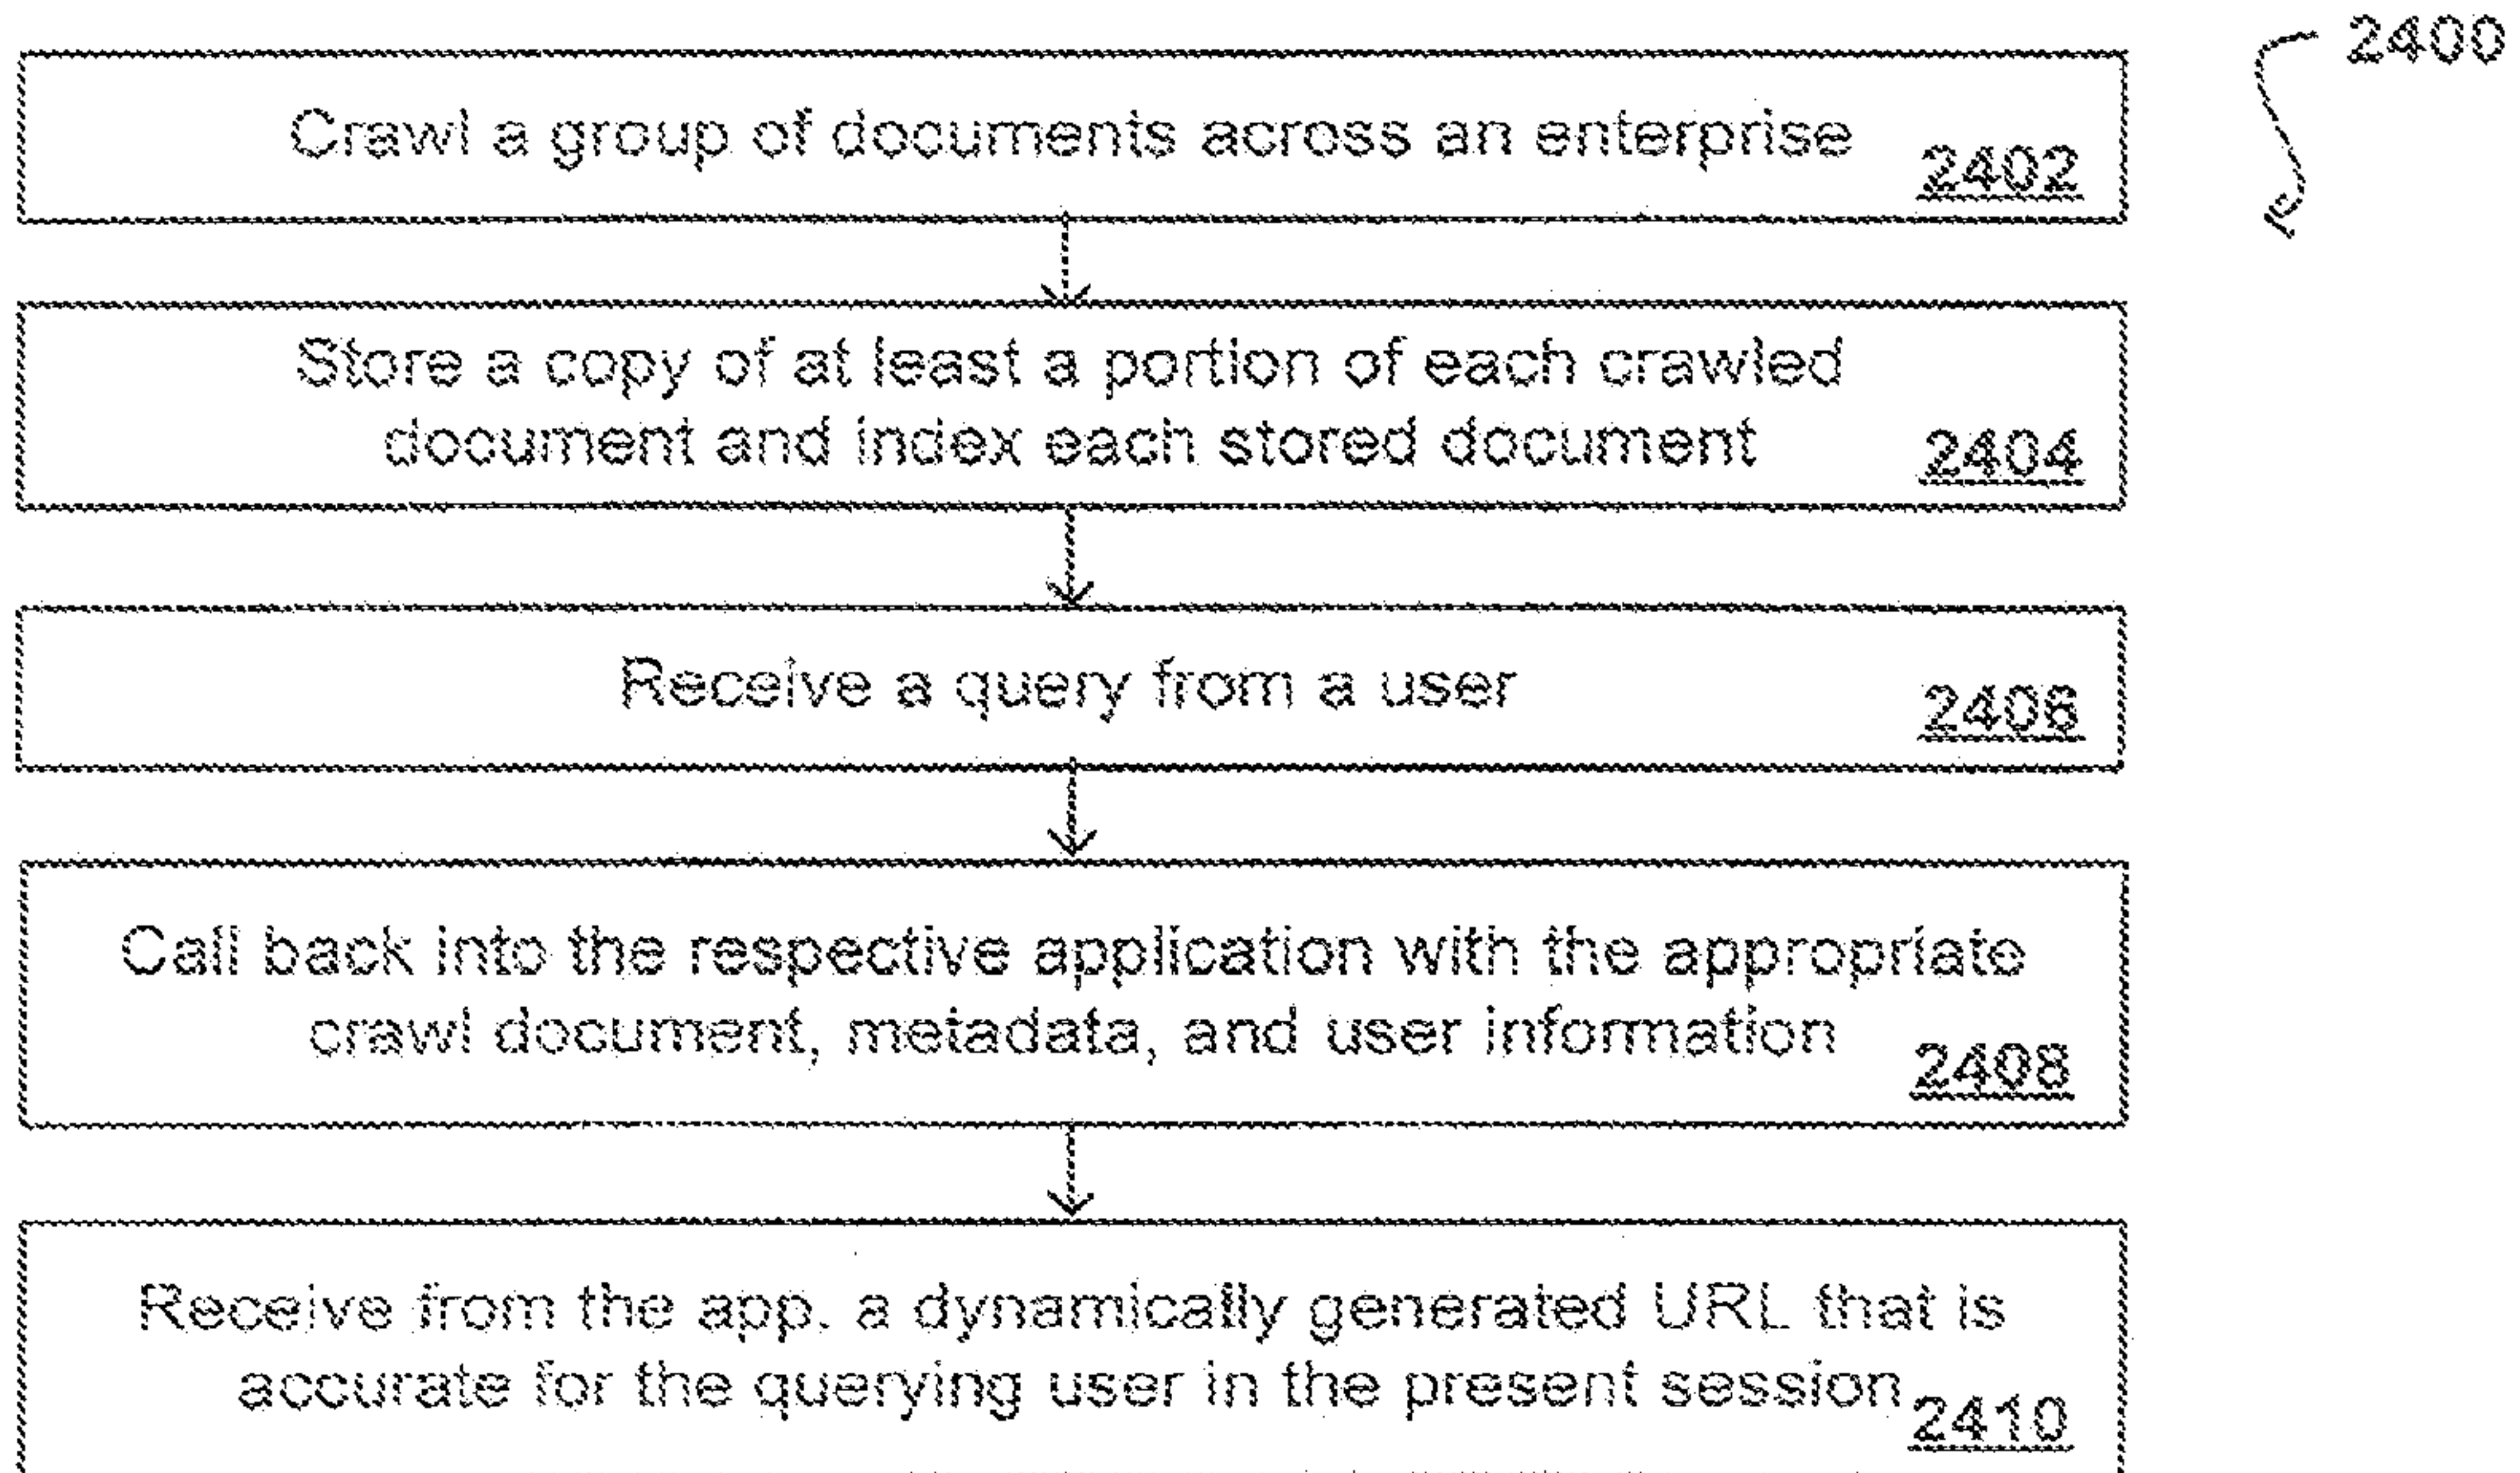 2400
Crawl a group of documents across an enterprise
2402
Store a copy of at least a portion of each crawled
document and index each stored document
2404
Receive a query from a user
2406
Call back into the respective application with the appropriate
crawl document, metadata, and user information
2408
Receive from the app. a dynamically generated URL that is
accurate for the querying user in the present session
2410